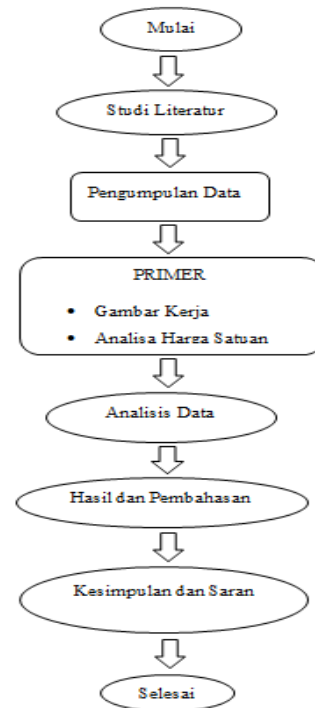 Mulai
Studi Literatur
Pengumpulan Data
PRIMER
• Gambar Kerja
• Analisa Harga Satuan
Analisis Data
Hasil dan Pembahasan
Kesimpulan dan Saran
Selesai